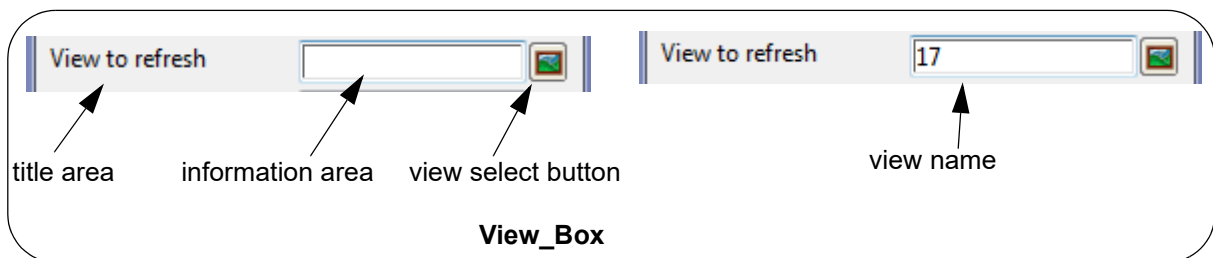 View to refresh
View to refresh 17
title area information area view select button
view name
View_Box